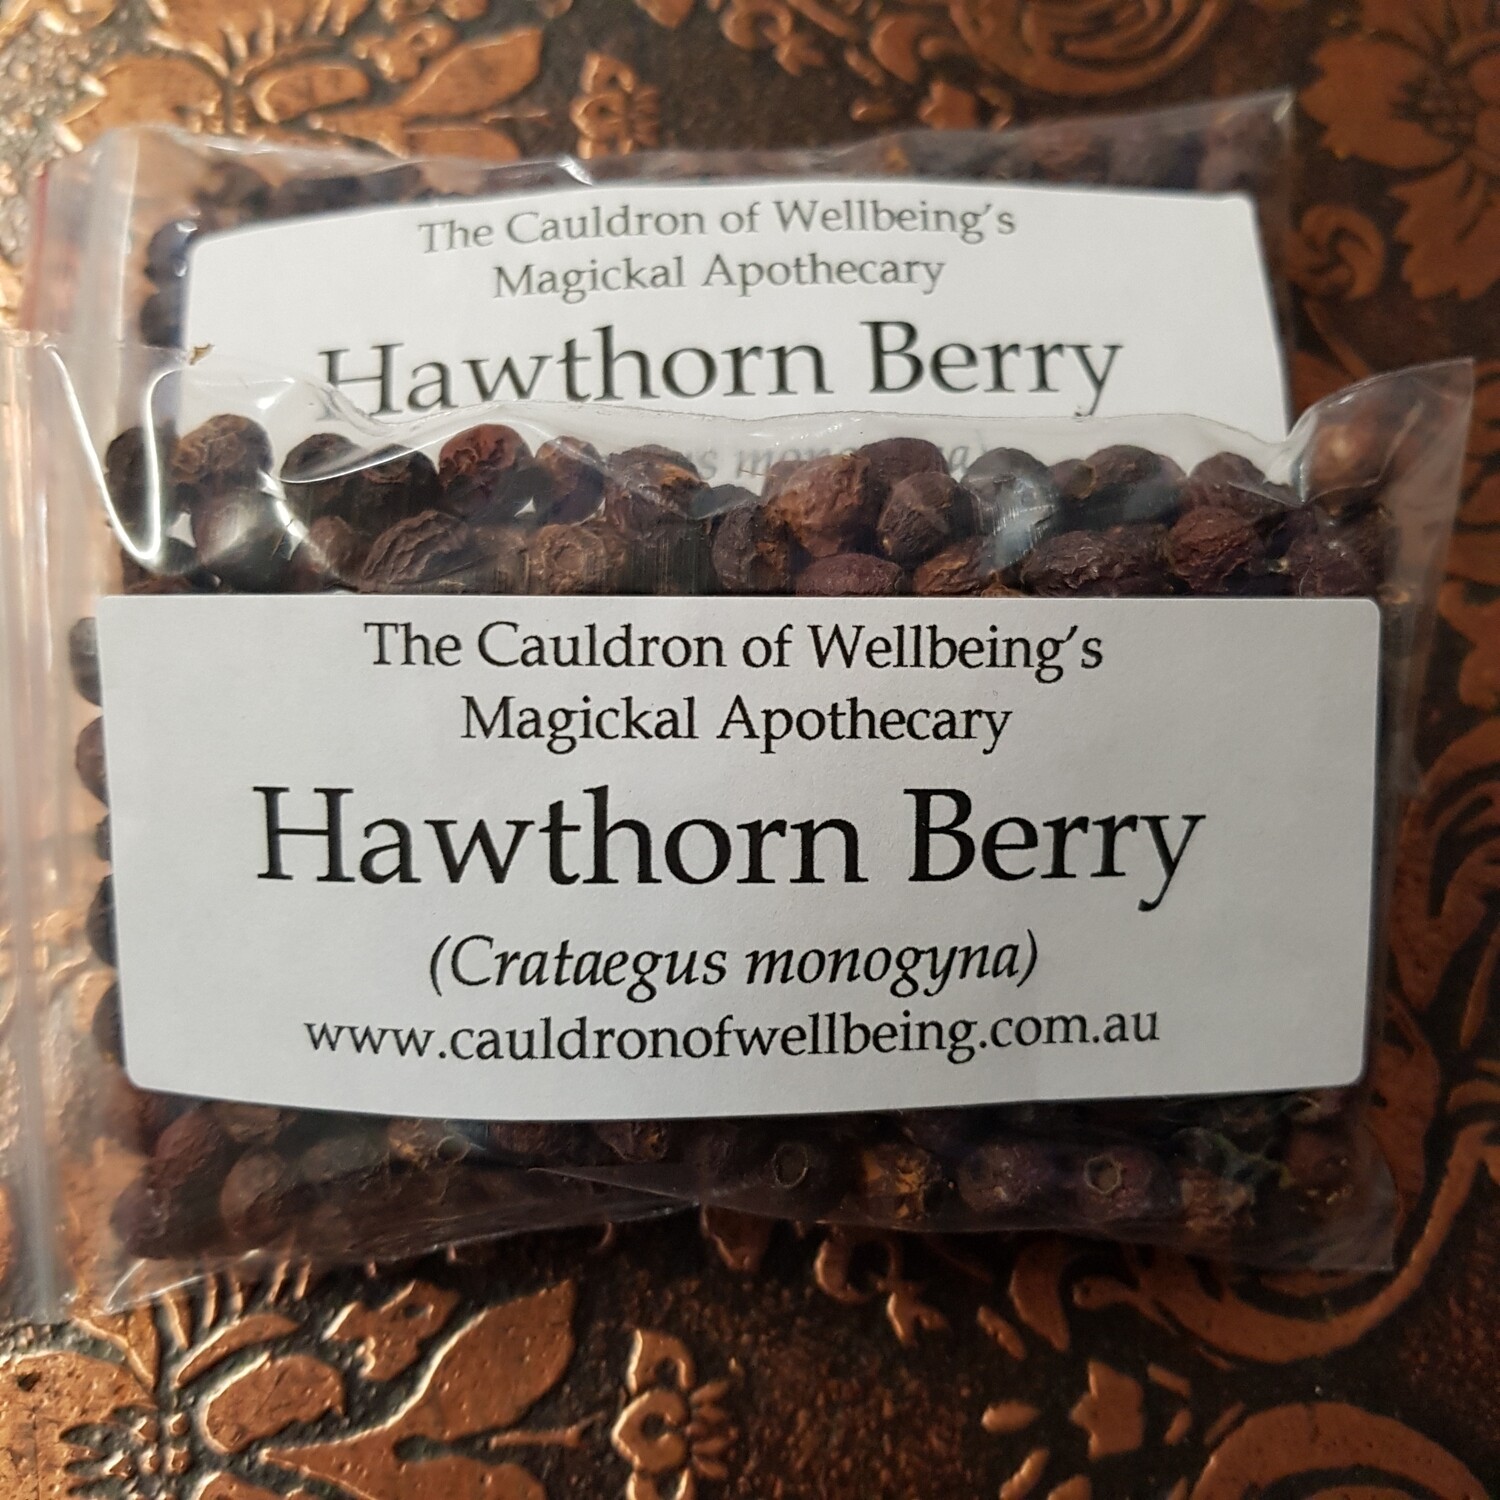 The Cauldron of Wellbeing's
Magickal Apothecary
Hawthorn Berry
The Cauldron of Wellbeing's
Magickal Apothecary
Hawthorn Berry
(Crataegus monogyna)
www.cauldronofwellbeing.com.au